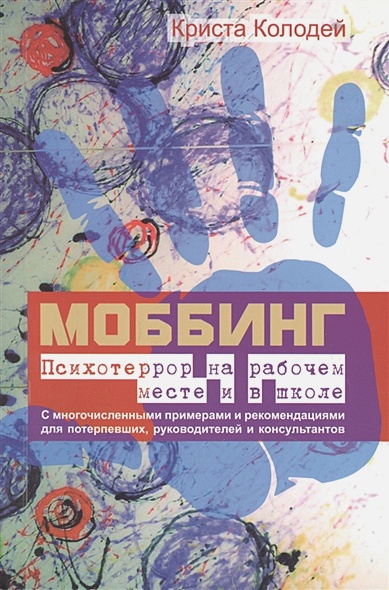 Криста Колодей
МОББИНГ
Психотеррор на рабочем
месте и в школе
С многочисленными примерами и рекомендациями
для потерпевших, руководителей и консультантов